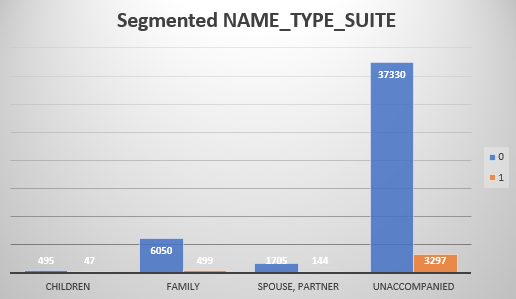 Segmented NAME_TYPE_SUITE
37330
6050
499
495
47
1705
144
3297
0
1
CHILDREN
FAMILY
SPOUSE, PARTNER
UNACCOMPANIED